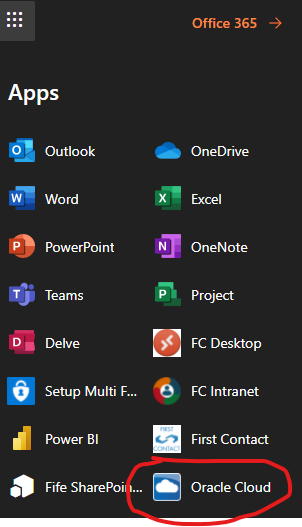 Office 365 →
Apps
Outlook
OneDrive
Word
Excel
PowerPoint
OneNote
Teams
Project
Delve
FC Desktop
Setup Multi F...
FC Intranet
Power BI
FIRST
CONTACT
First Contact
Fife SharePoin...
Oracle Cloud